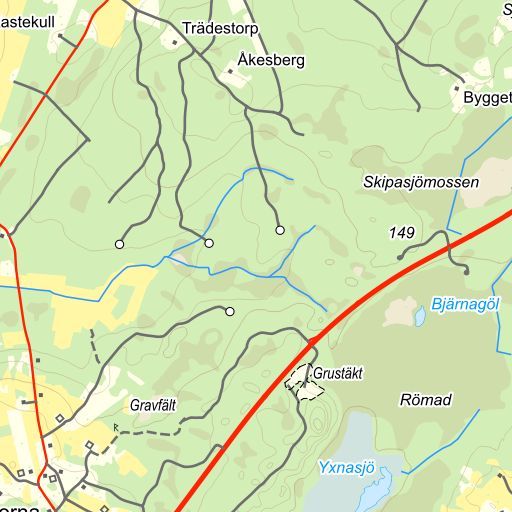 astekull
Trädestorp
Åkesberg
Bygget
Skipasjömossen
149
Bjärnagöl
Grustäkt
Römad
Gravfält
R
Yxnasjö